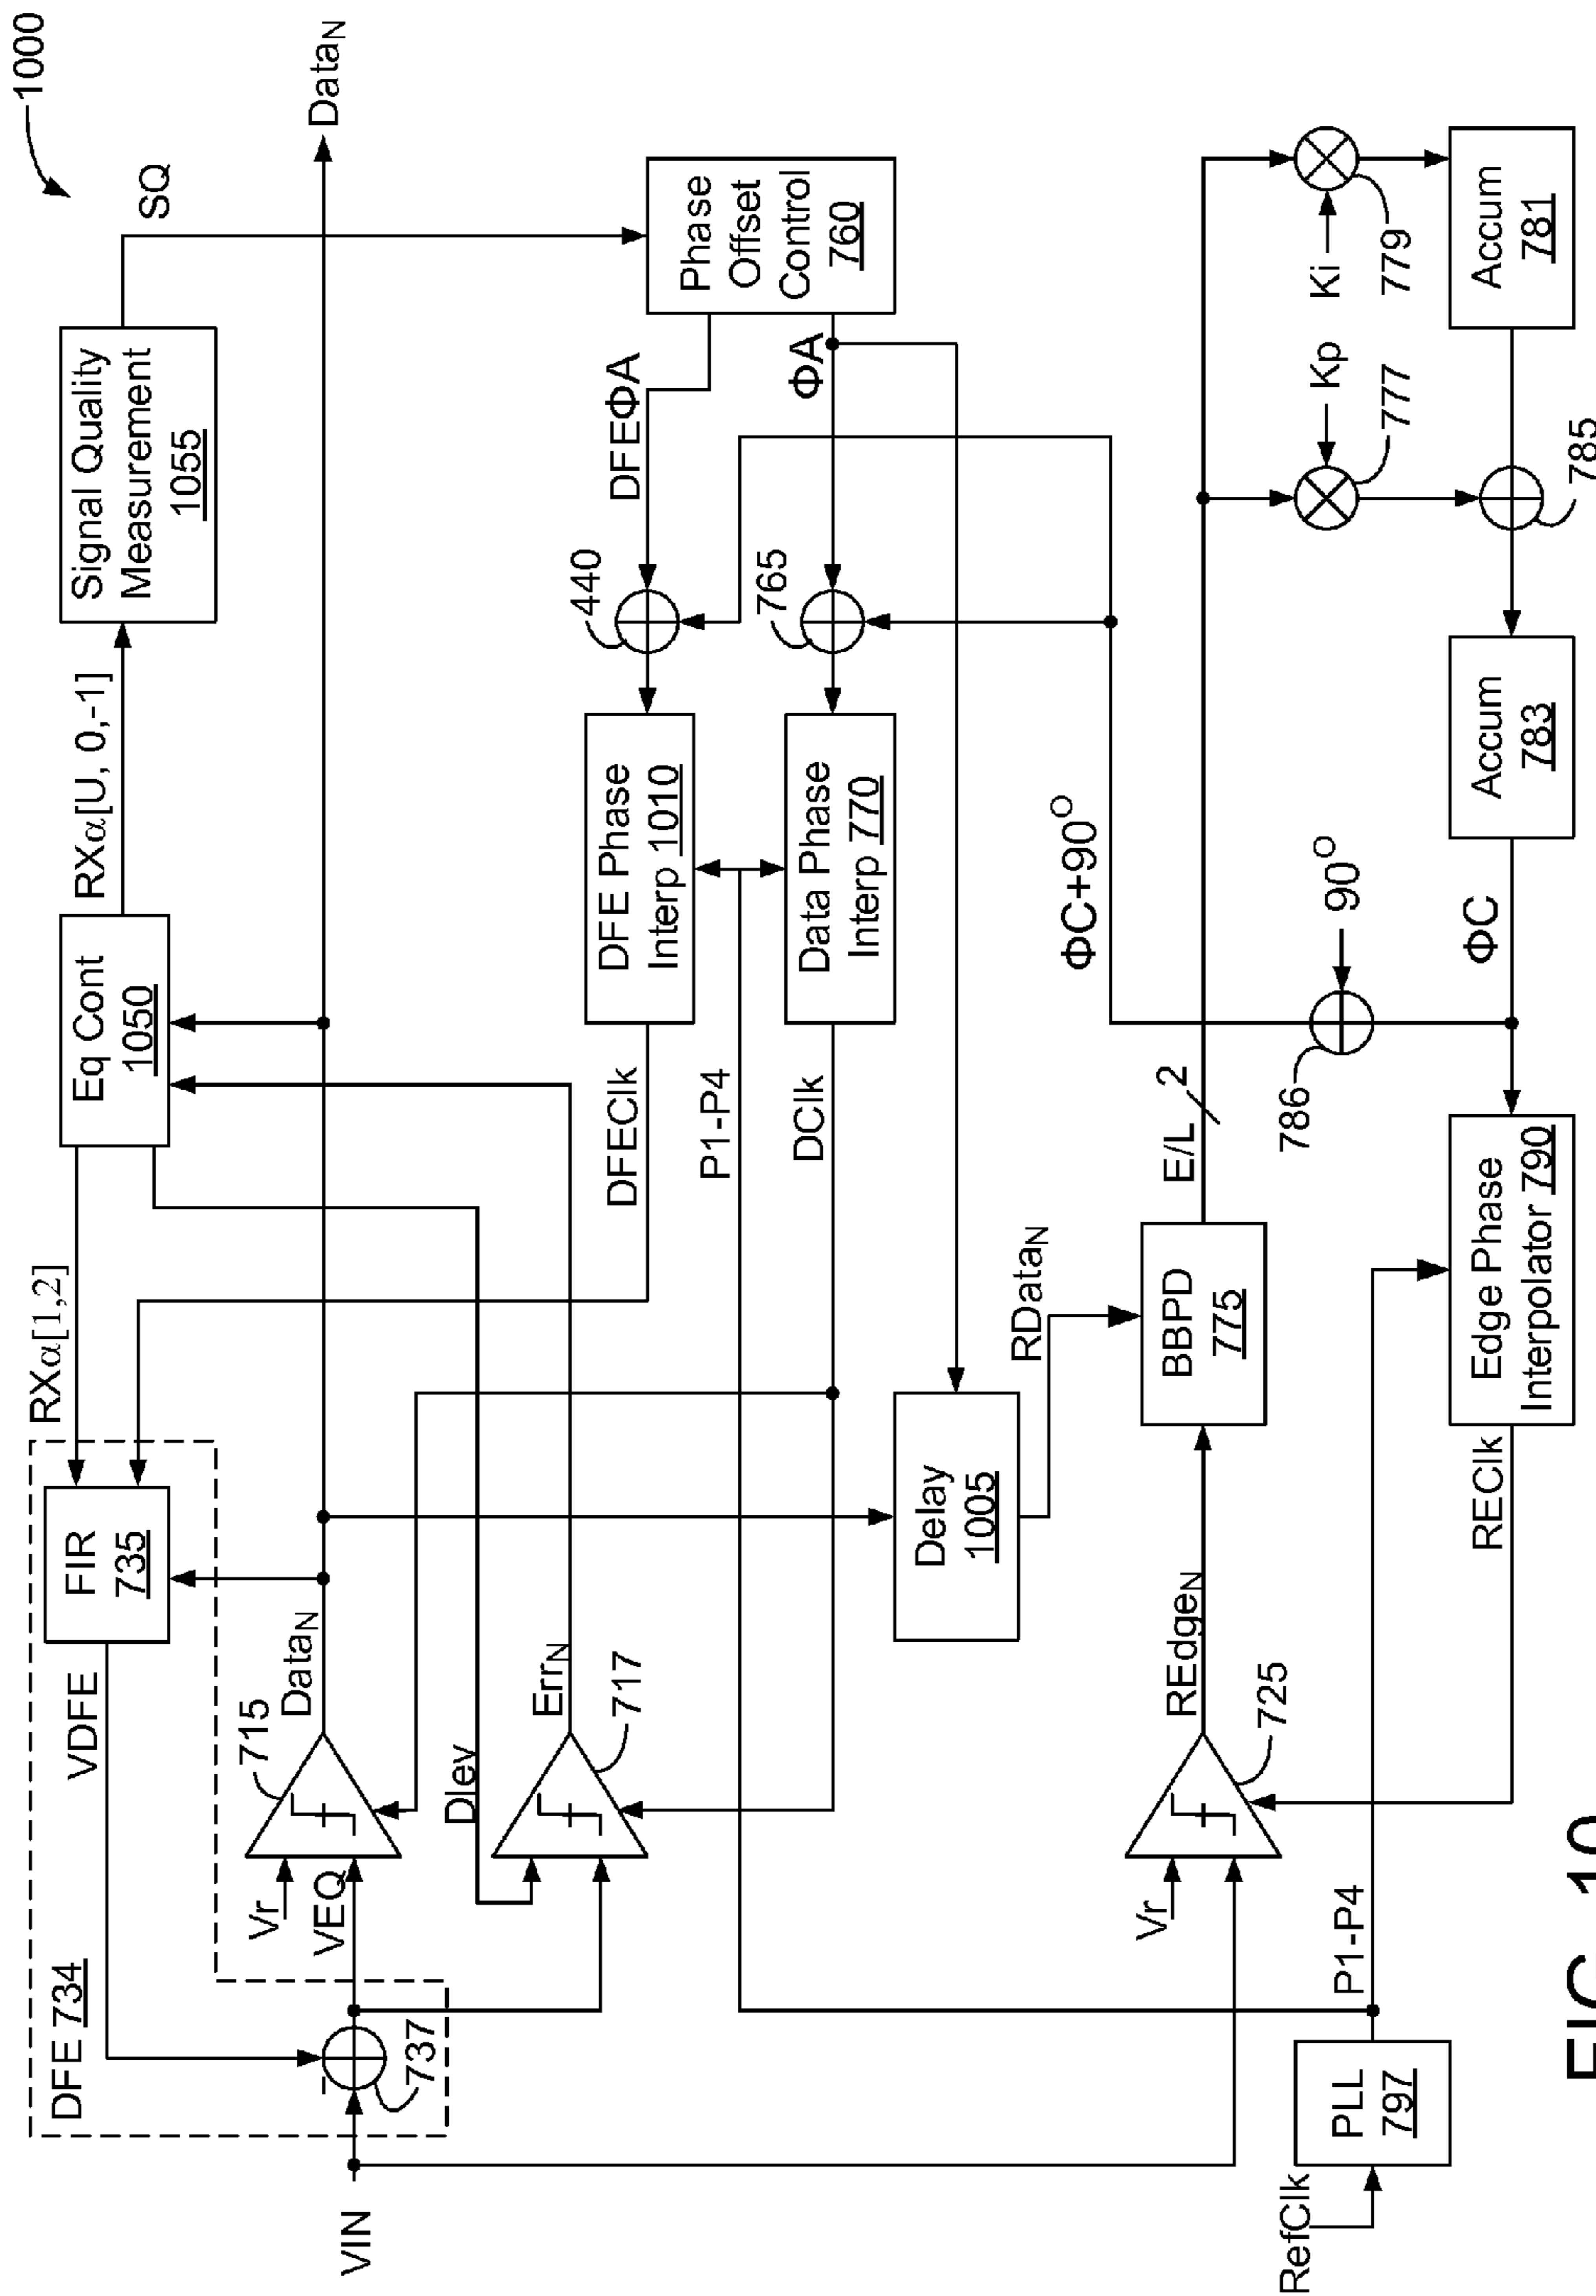 1000
DFE 734
VDFE
FIR
735
RXα[1,2]
Eq Cont
1050
RXα[U, 0,-1]
Signal Quality
Measurement
1055
SQ
VIN
737
VEQ
Vr
715
DataN
DataN
Dlev
ErrN
717
DFEClk
P1-P4
DClk
DFE Phase
Interp 1010
Data Phase
Interp 770
440
765
DFEΦA
ΦA
Phase
Offset
Control
760
Delay
1005
RDataN
ΦC+90°
Vr
REdgeN
725
BBPD
775
E/L
2
786
90°
Kp
777
Ki
779
RefClk
PLL
797
P1-P4
REClk
Edge Phase
Interpolator 790
ΦC
Accum
783
785
Accum
781